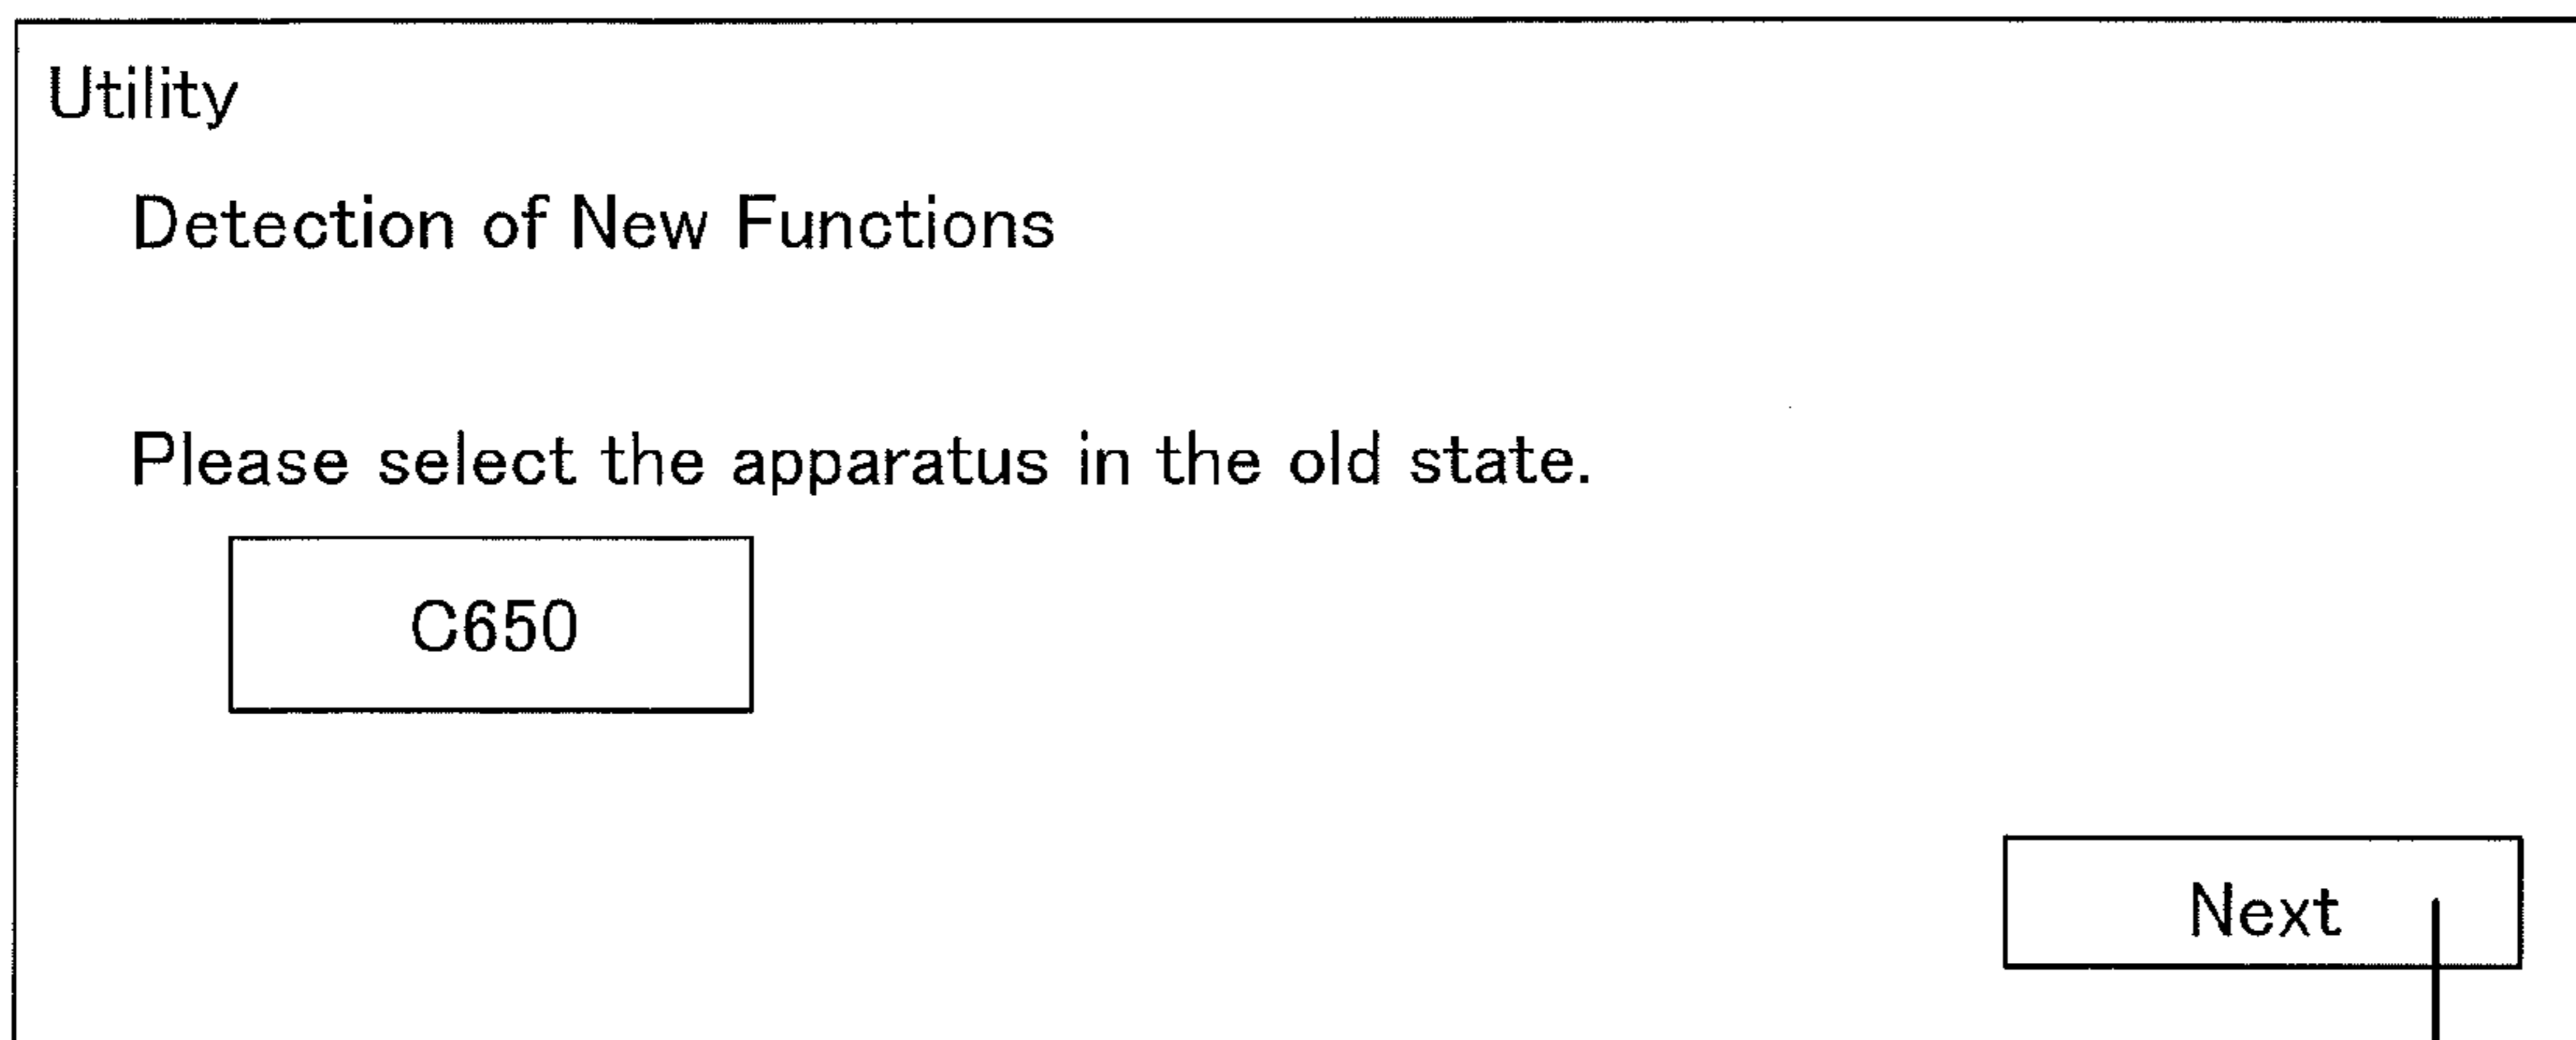 Utility
Detection of New Functions
Please select the apparatus in the old state.
C650
Next